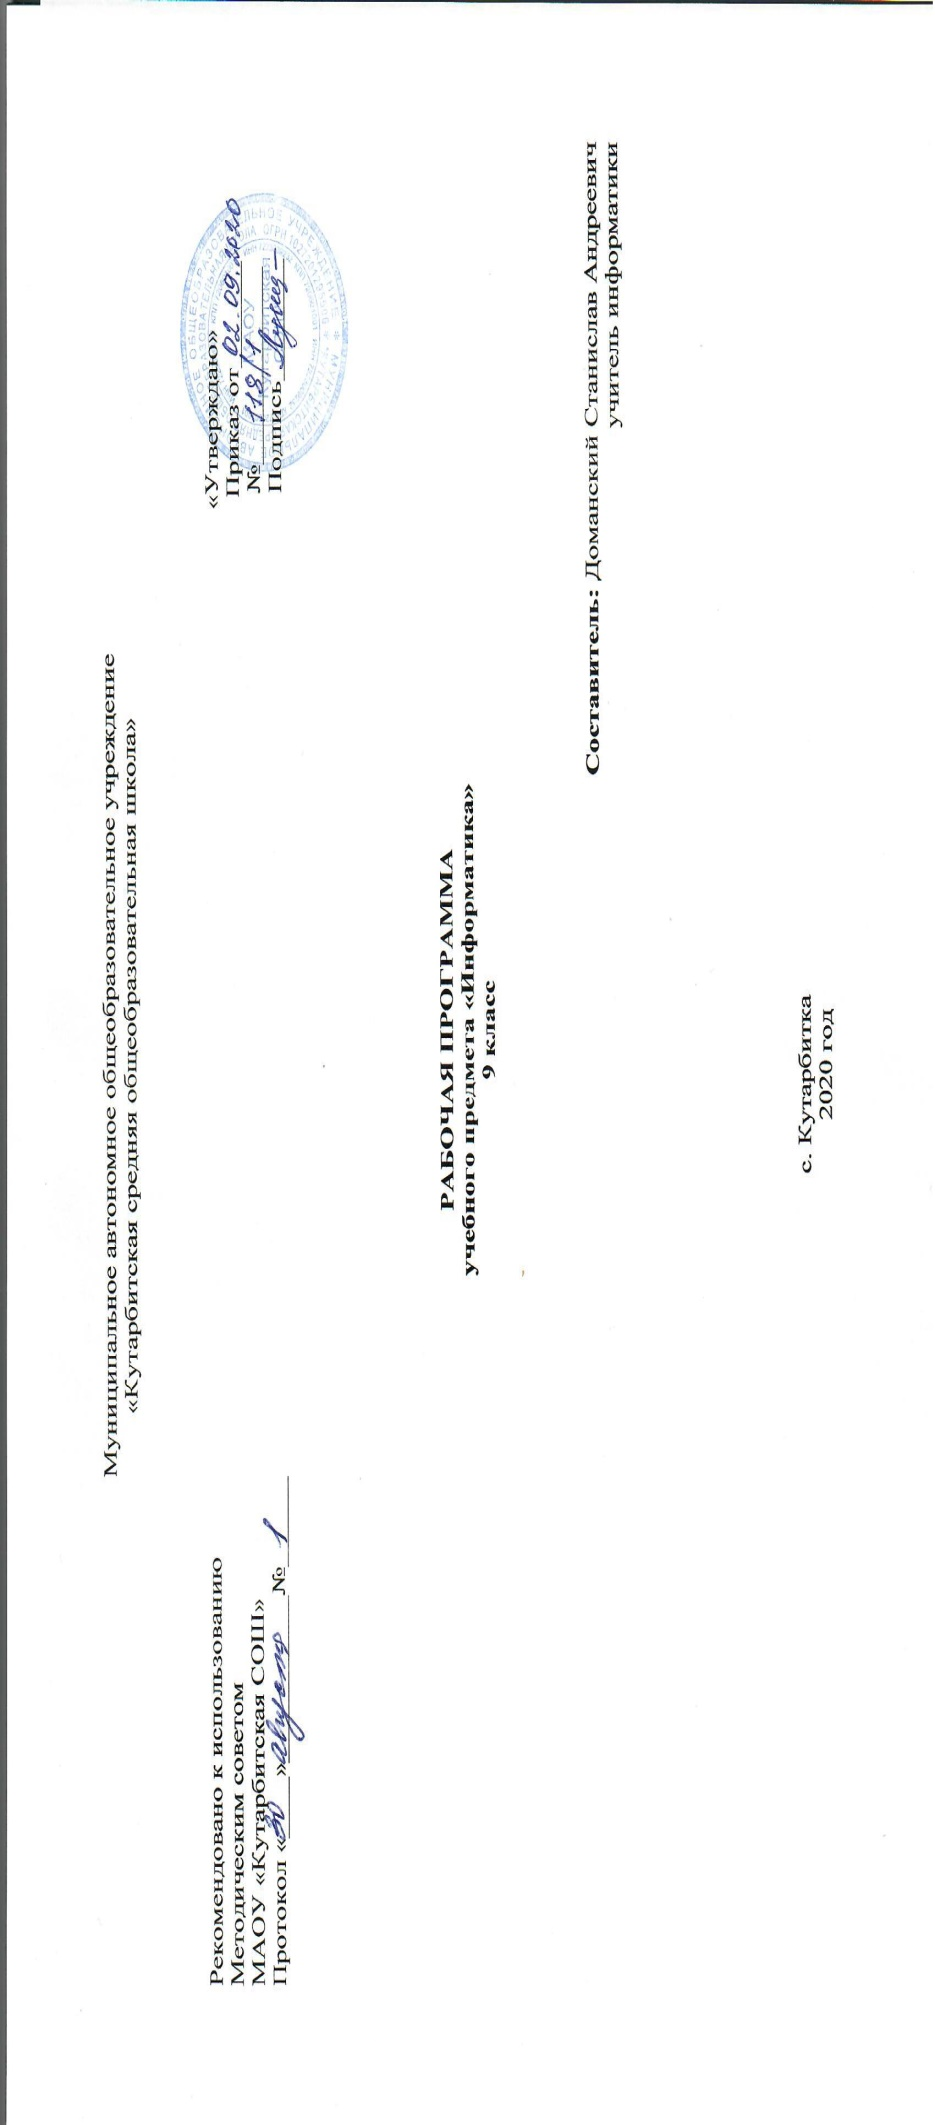 Муниципальное автономное общеобразовательное учреждение
«Кутарбитская средняя общеобразовательная школа»
Рекомендовано к использованию
Методическим советом
МАОУ «Кутарбитская СОШ»
Протокол «30» августа № 1
«Утверждаю»
Приказ от 02.09.2020
№ 118/1
Подпись
РАБОЧАЯ ПРОГРАММА
учебного предмета «Информатика»
9 класс
Составитель: Доманский Станислав Андреевич
учитель информатики
с. Кутарбитка
2020 год